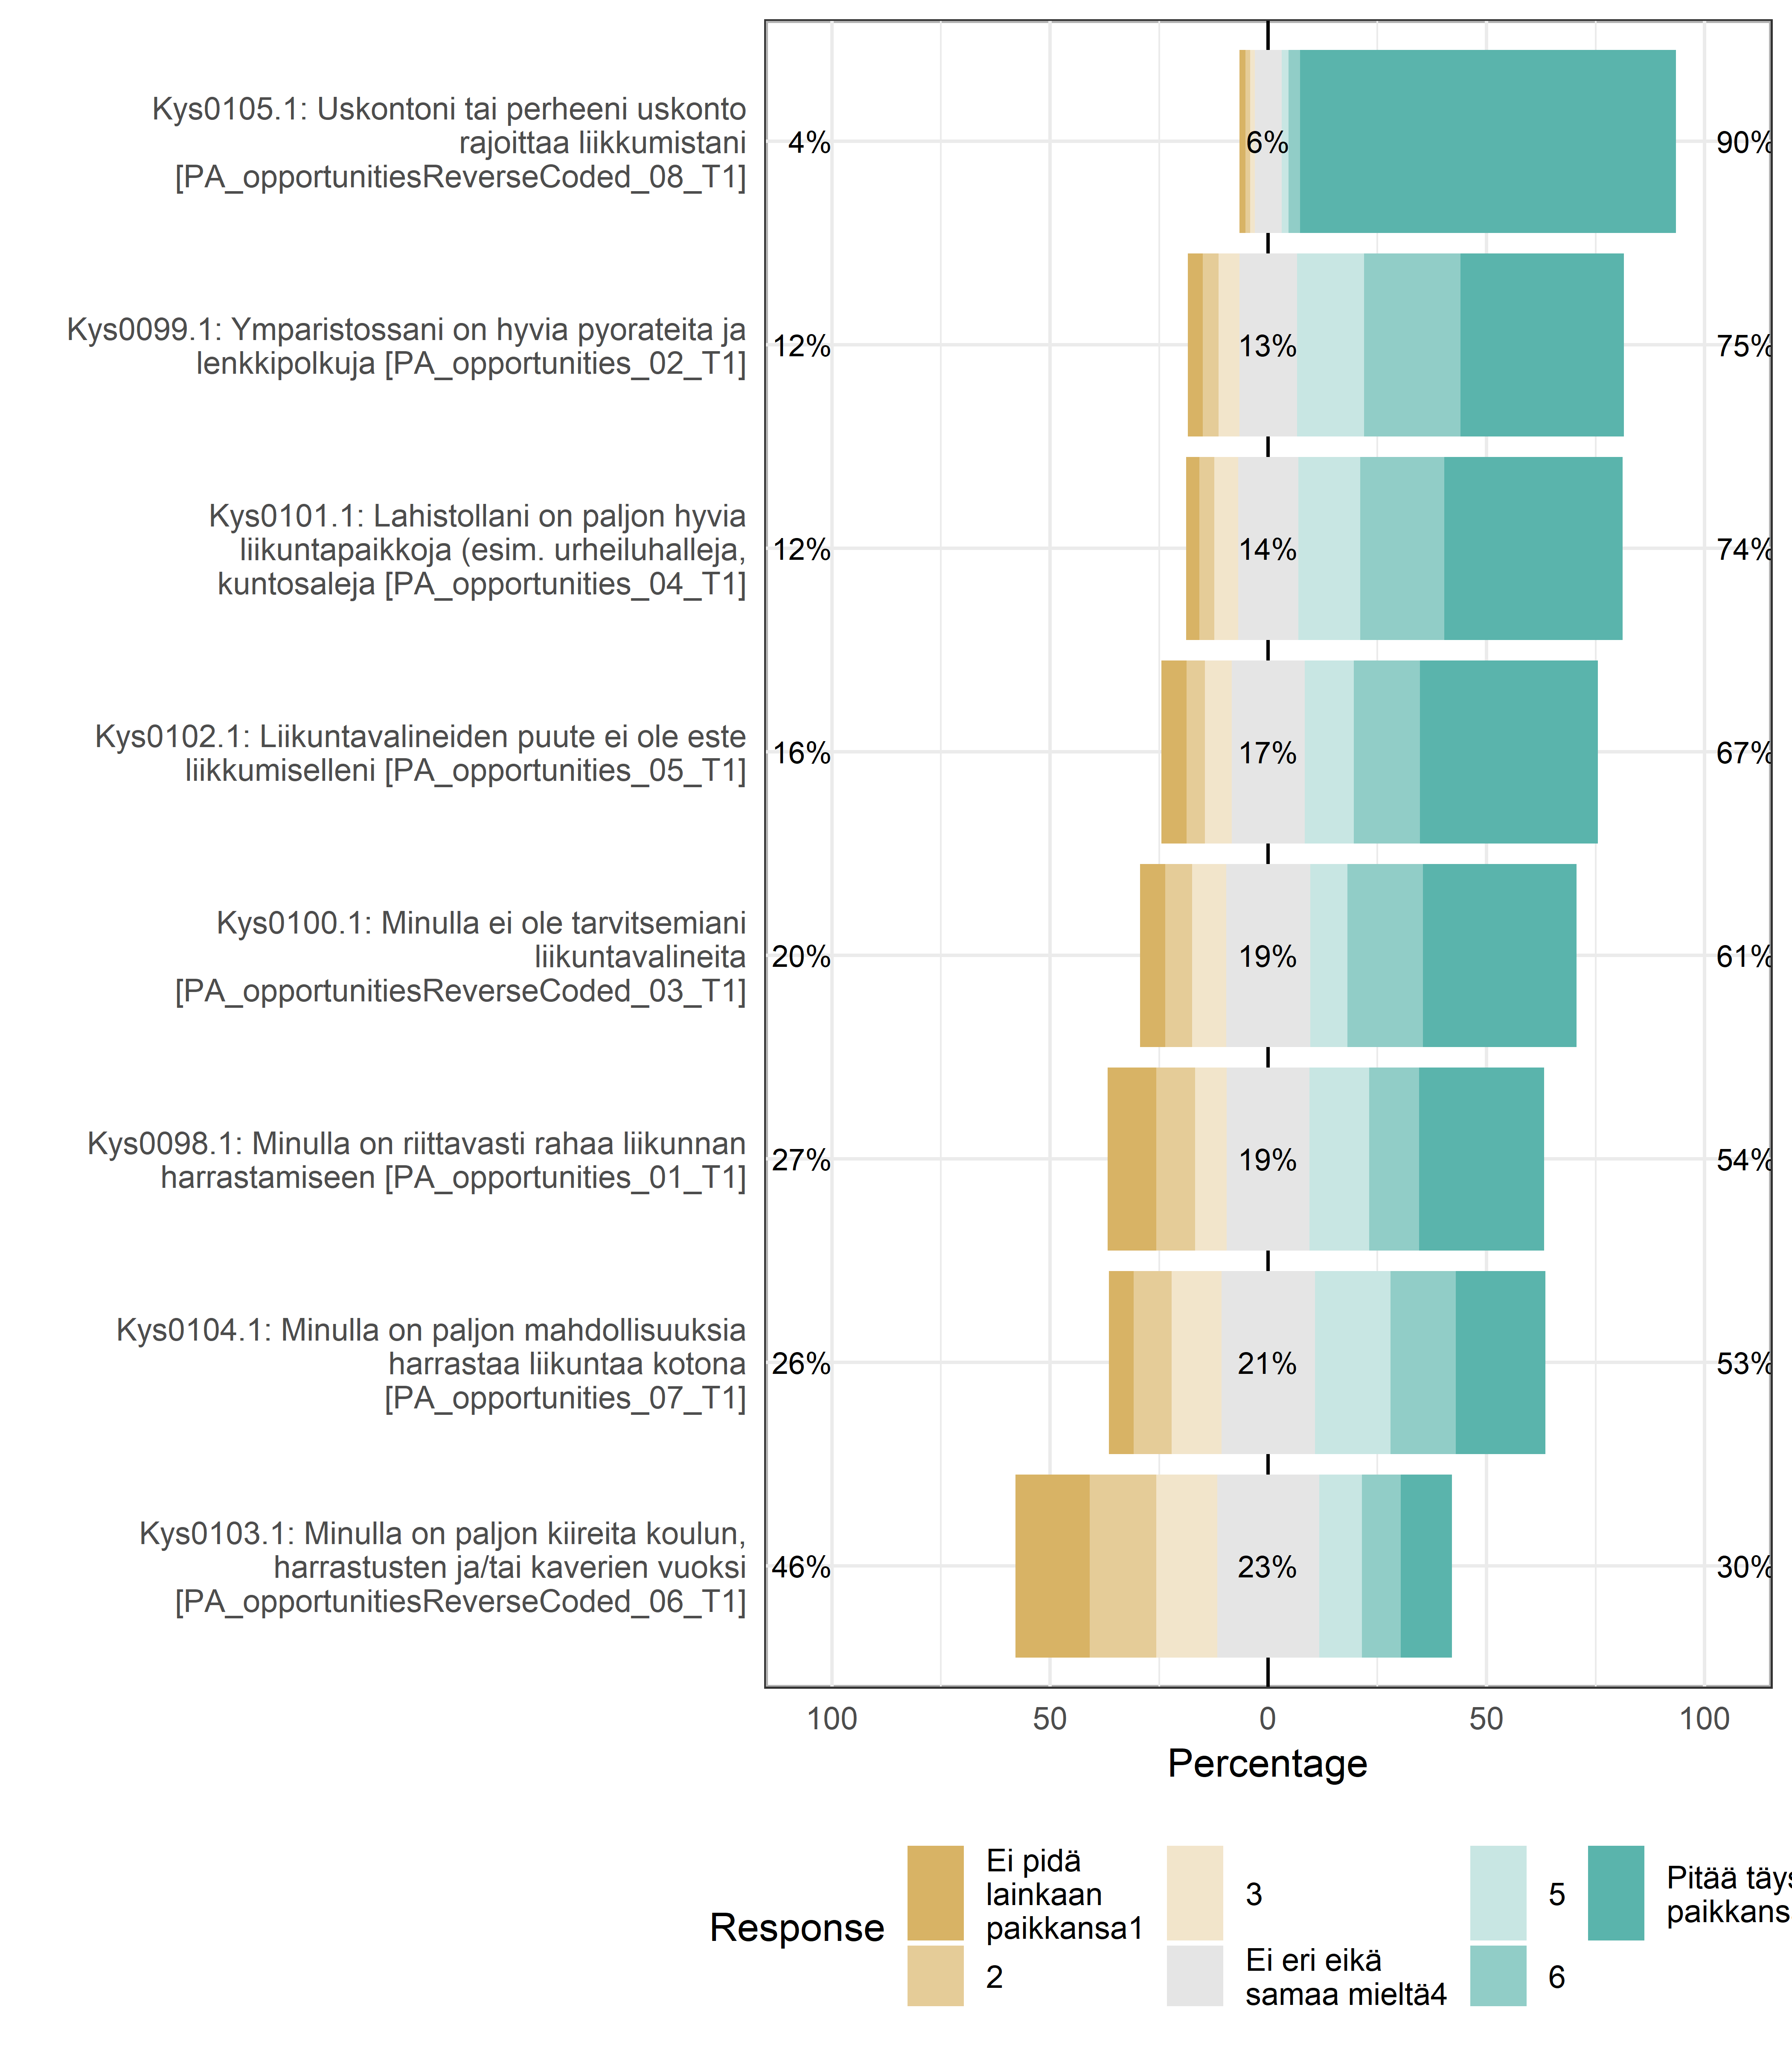 Kys0105.1: Uskontoni tai perheeni uskonto
rajoittaa liikkumistani
[PA_opportunitiesReverseCoded_08_T1]
4%
6%
90%
Kys0099.1: Ymparistossani on hyvia pyorateita ja
lenkkipolkuja [PA_opportunities_02_T1]
12%
13%
75%
Kys0101.1: Lahistollani on paljon hyvia
liikuntapaikkoja (esim. urheiluhalleja,
kuntosaleja [PA_opportunities_04_T1]
12%
14%
74%
Kys0102.1: Liikuntavalineiden puute ei ole este
liikkumiselleni [PA_opportunities_05_T1]
16%
17%
67%
Kys0100.1: Minulla ei ole tarvitsemiani
liikuntavalineita
[PA_opportunitiesReverseCoded_03_T1]
20%
19%
61%
Kys0098.1: Minulla on riittavasti rahaa liikunnan
harrastamiseen [PA_opportunities_01_T1]
27%
19%
54%
Kys0104.1: Minulla on paljon mahdollisuuksia
harrastaa liikuntaa kotona
[PA_opportunities_07_T1]
26%
21%
53%
Kys0103.1: Minulla on paljon kiireita koulun,
harrastusten ja/tai kaverien vuoksi
[PA_opportunitiesReverseCoded_06_T1]
46%
23%
30%
100 50 0 50 100
Percentage
Response
Ei pidä
lainkaan
paikkansa1
2
3
Ei eri eikä
samaa mieltä4
5
6
Pitää täys
paikkans